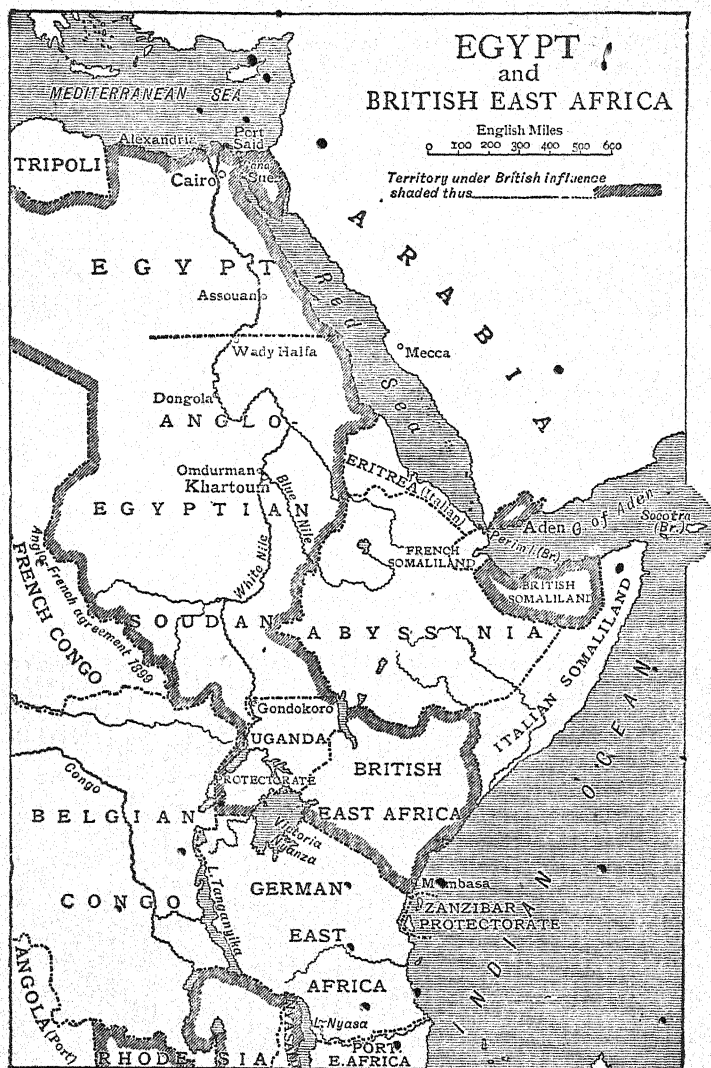 EGYPT
and
BRITISH EAST AFRICA
English Miles
0 100 200 300 400 500 600
Territory under British influence
shaded thus
MEDITERRANEAN SEA
Alexandria
Port
Said
TRIPOLI
Cairo
Suez
EGYPT
ARABIA
Red Sea
Assouan
Wady Halfa
Mecca
Dongola
ANGLO-
EGYPTIAN
SOUDAN
Omdurman
Khartoum
Blue Nile
White Nile
ERITREA (Italian)
Aden
G. of Aden
Perim I. (Br.)
Socotra
(Br.)
FRENCH
SOMALILAND
BRITISH
SOMALILAND
Anglo-French agreement 1899
FRENCH CONGO
ABYSSINIA
ITALIAN SOMALILAND
Gondokoro
UGANDA
PROTECTORATE
BRITISH
EAST AFRICA
Congo
BELGIAN
CONGO
Victoria
Nyanza
L. Tanganyika
GERMAN
EAST
AFRICA
Mombasa
ZANZIBAR
PROTECTORATE
INDIAN OCEAN
ANGOLA (Port)
RHODESIA
NYASA
L. Nyasa
PORT.
E. AFRICA